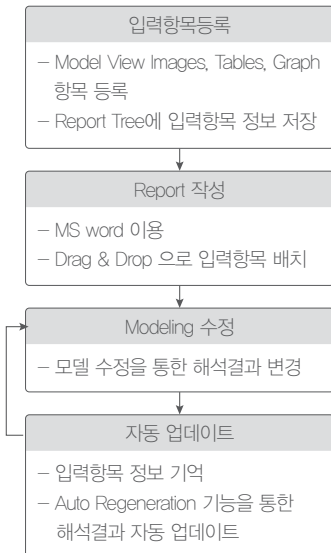 입력항목등록
– Model View Images, Tables, Graph
항목 등록
– Report Tree에 입력항목 정보 저장
Report 작성
– MS word 이용
– Drag & Drop 으로 입력항목 배치
Modeling 수정
– 모델 수정을 통한 해석결과 변경
자동 업데이트
– 입력항목 정보 기억
– Auto Regeneration 기능을 통한
해석결과 자동 업데이트